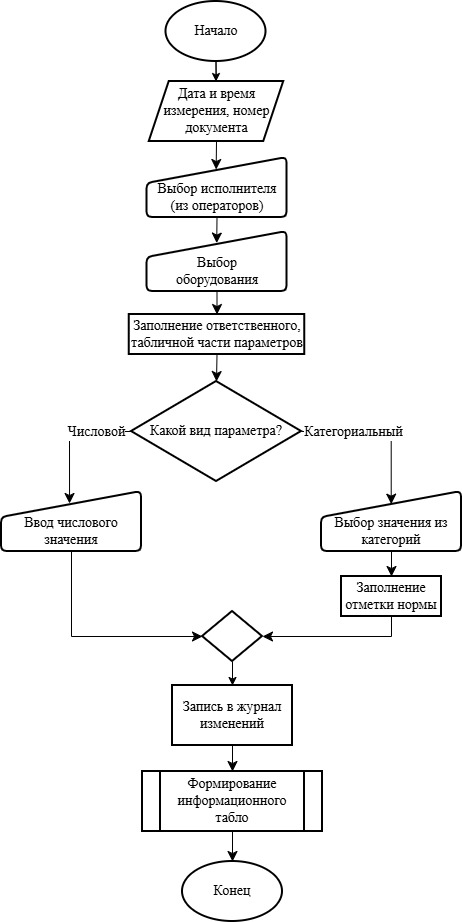 Начало
Дата и время
измерения, номер
документа
Выбор исполнителя
(из операторов)
Выбор
оборудования
Заполнение ответственного,
табличной части параметров
Числовой
Какой вид параметра?
Категориальный
Ввод числового
значения
Выбор значения из
категорий
Заполнение
отметки нормы
Запись в журнал
изменений
Формирование
информационного
табло
Конец